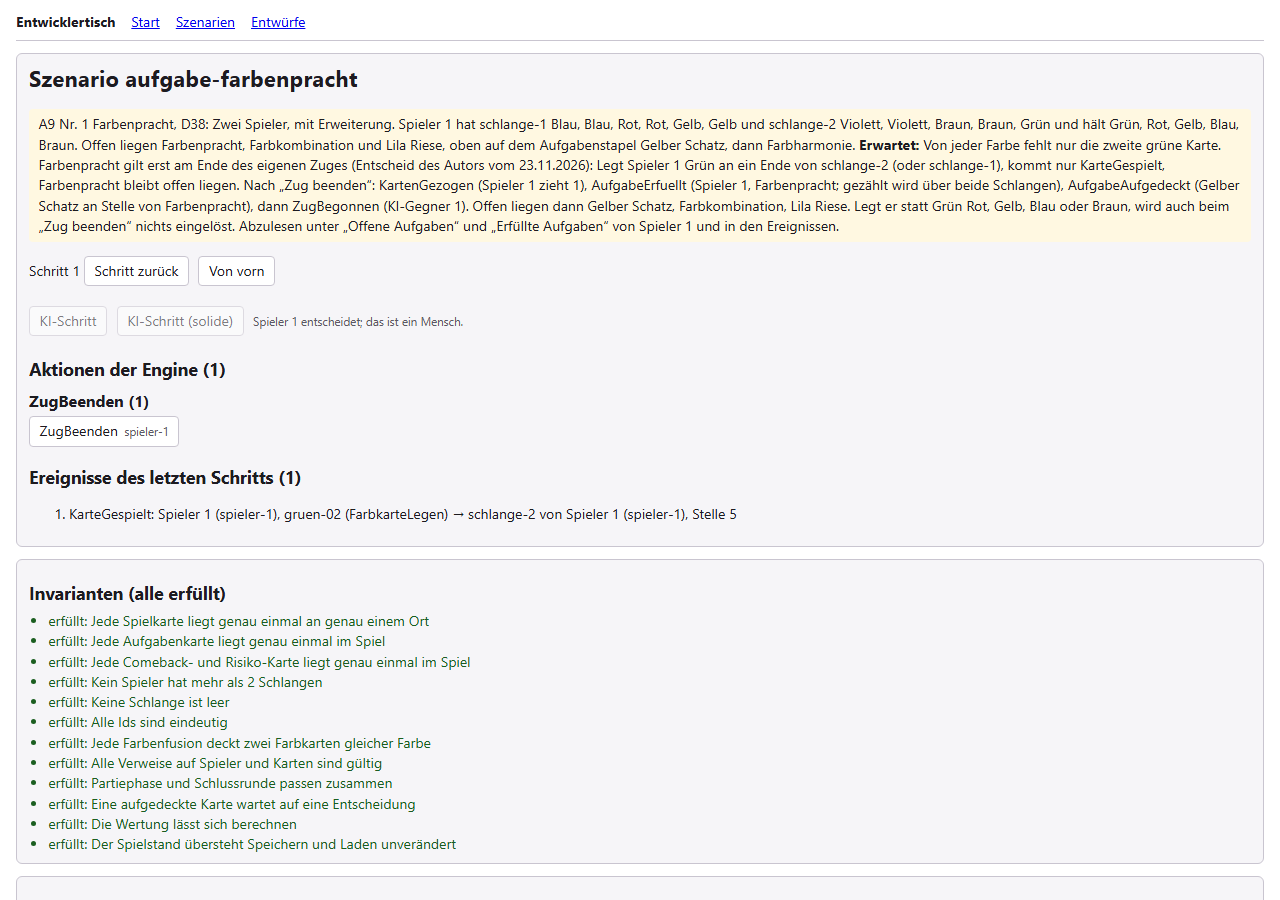 Entwicklertisch Start Szenarien Entwürfe
Szenario aufgabe-farbenpracht
A9 Nr. 1 Farbenpracht, D38: Zwei Spieler, mit Erweiterung. Spieler 1 hat schlange-1 Blau, Blau, Rot, Rot, Gelb, Gelb und schlange-2 Violett, Violett, Braun, Braun, Grün und hält Grün, Rot, Gelb, Blau,
Braun. Offen liegen Farbenpracht, Farbkombination und Lila Riese, oben auf dem Aufgabenstapel Gelber Schatz, dann Farbharmonie. Erwartet: Von jeder Farbe fehlt nur die zweite grüne Karte.
Farbenpracht gilt erst am Ende des eigenen Zuges (Entscheid des Autors vom 23.11.2026): Legt Spieler 1 Grün an ein Ende von schlange-2 (oder schlange-1), kommt nur KarteGespielt,
Farbenpracht bleibt offen liegen. Nach „Zug beenden“: KartenGezogen (Spieler 1 zieht 1), AufgabeErfuellt (Spieler 1, Farbenpracht; gezählt wird über beide Schlangen), AufgabeAufgedeckt (Gelber
Schatz an Stelle von Farbenpracht), dann ZugBegonnen (KI-Gegner 1). Offen liegen dann Gelber Schatz, Farbkombination, Lila Riese. Legt er statt Grün Rot, Gelb, Blau oder Braun, wird auch beim
„Zug beenden“ nichts eingelöst. Abzulesen unter „Offene Aufgaben“ und „Erfüllte Aufgaben“ von Spieler 1 und in den Ereignissen.
Schritt 1 Schritt zurück Von vorn
KI-Schritt KI-Schritt (solide) Spieler 1 entscheidet; das ist ein Mensch.
Aktionen der Engine (1)
ZugBeenden (1)
ZugBeenden spieler-1
Ereignisse des letzten Schritts (1)
1. KarteGespielt: Spieler 1 (spieler-1), gruen-02 (FarbkarteLegen) → schlange-2 von Spieler 1 (spieler-1), Stelle 5
Invarianten (alle erfüllt)
erfüllt: Jede Spielkarte liegt genau einmal an genau einem Ort
erfüllt: Jede Aufgabenkarte liegt genau einmal im Spiel
erfüllt: Jede Comeback- und Risiko-Karte liegt genau einmal im Spiel
erfüllt: Kein Spieler hat mehr als 2 Schlangen
erfüllt: Keine Schlange ist leer
erfüllt: Alle Ids sind eindeutig
erfüllt: Jede Farbenfusion deckt zwei Farbkarten gleicher Farbe
erfüllt: Alle Verweise auf Spieler und Karten sind gültig
erfüllt: Partiephase und Schlussrunde passen zusammen
erfüllt: Eine aufgedeckte Karte wartet auf eine Entscheidung
erfüllt: Die Wertung lässt sich berechnen
erfüllt: Der Spielstand übersteht Speichern und Laden unverändert